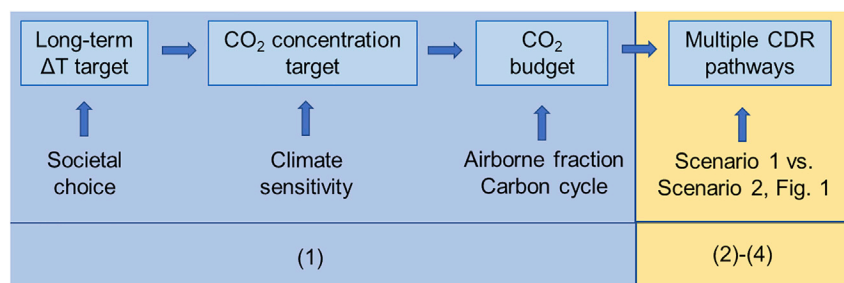 Long-term
ΔT target
CO₂ concentration
target
CO₂
budget
Multiple CDR
pathways
Societal
choice
Climate
sensitivity
Airborne fraction
Carbon cycle
Scenario 1 vs.
Scenario 2, Fig. 1
(1)
(2)-(4)